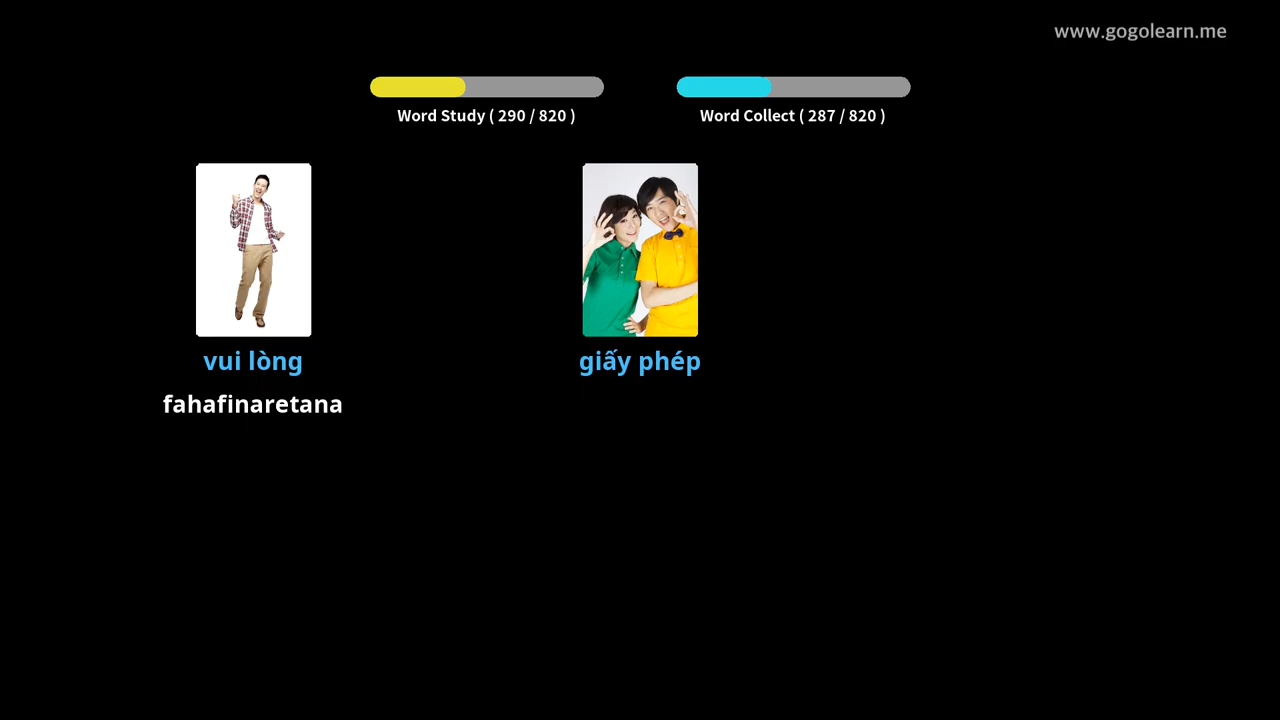 www.gogolearn.me
Word Study ( 290 / 820 )
Word Collect ( 287 / 820 )
vui lòng
giấy phép
fahafinaretana